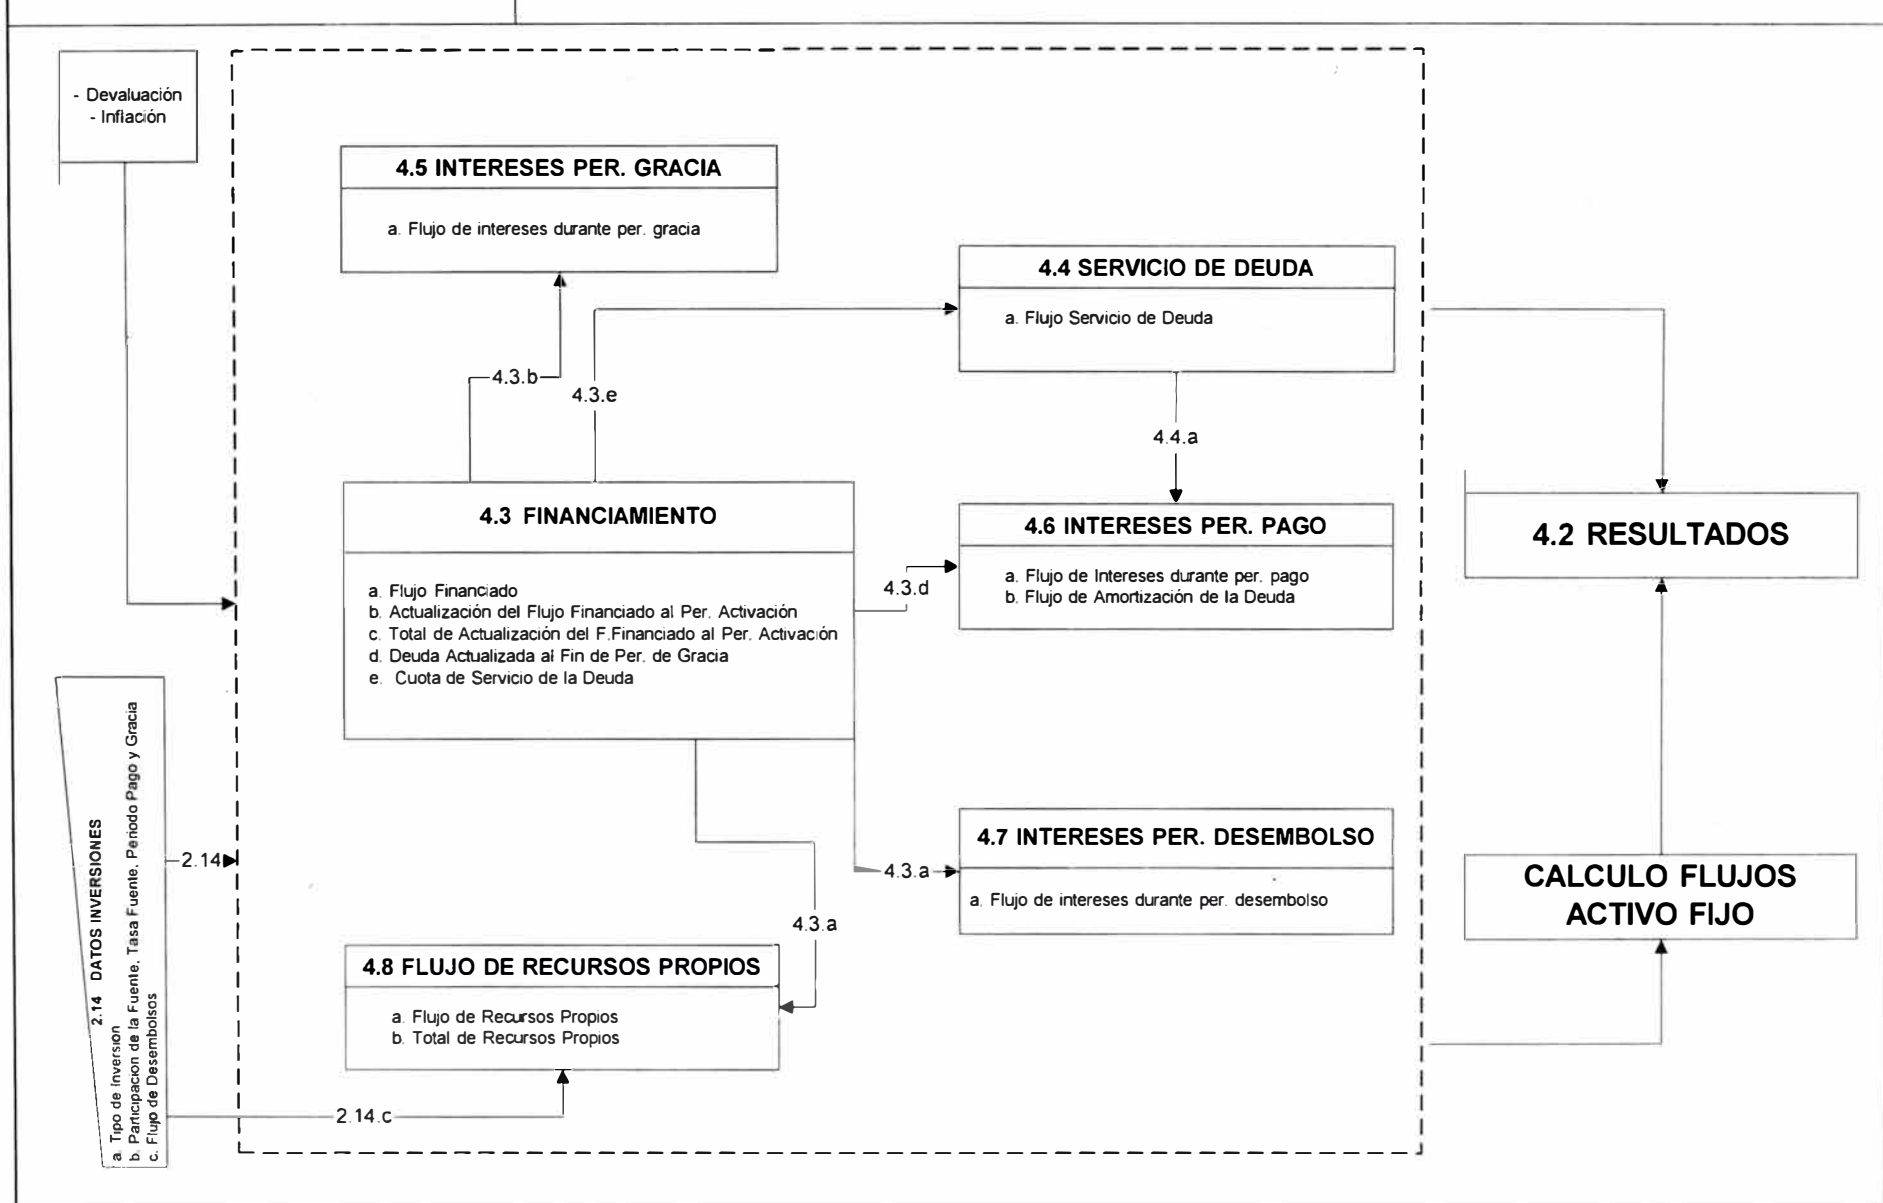 - Devaluación
- Inflación
4.5 INTERESES PER. GRACIA
a. Flujo de intereses durante per. gracia
4.4 SERVICIO DE DEUDA
a. Flujo Servicio de Deuda
4.3.b
4.3.e
4.4.a
4.3 FINANCIAMIENTO
a. Flujo Financiado
b. Actualización del Flujo Financiado al Per. Activación
c. Total de Actualización del F.Financiado al Per. Activación
d. Deuda Actualizada al Fin de Per. de Gracia
e. Cuota de Servicio de la Deuda
4.3.d
4.6 INTERESES PER. PAGO
a. Flujo de Intereses durante per. pago
b. Flujo de Amortización de la Deuda
4.2 RESULTADOS
2.14 DATOS INVERSIONES
a. Tipo de Inversión
b. Participacion de la Fuente, Tasa Fuente, Periodo Pago y Gracia
c. Flujo de Desembolsos
2.14
4.7 INTERESES PER. DESEMBOLSO
a. Flujo de intereses durante per. desembolso
4.3.a
4.3.a
CALCULO FLUJOS
ACTIVO FIJO
4.8 FLUJO DE RECURSOS PROPIOS
a. Flujo de Recursos Propios
b. Total de Recursos Propios
2.14.c